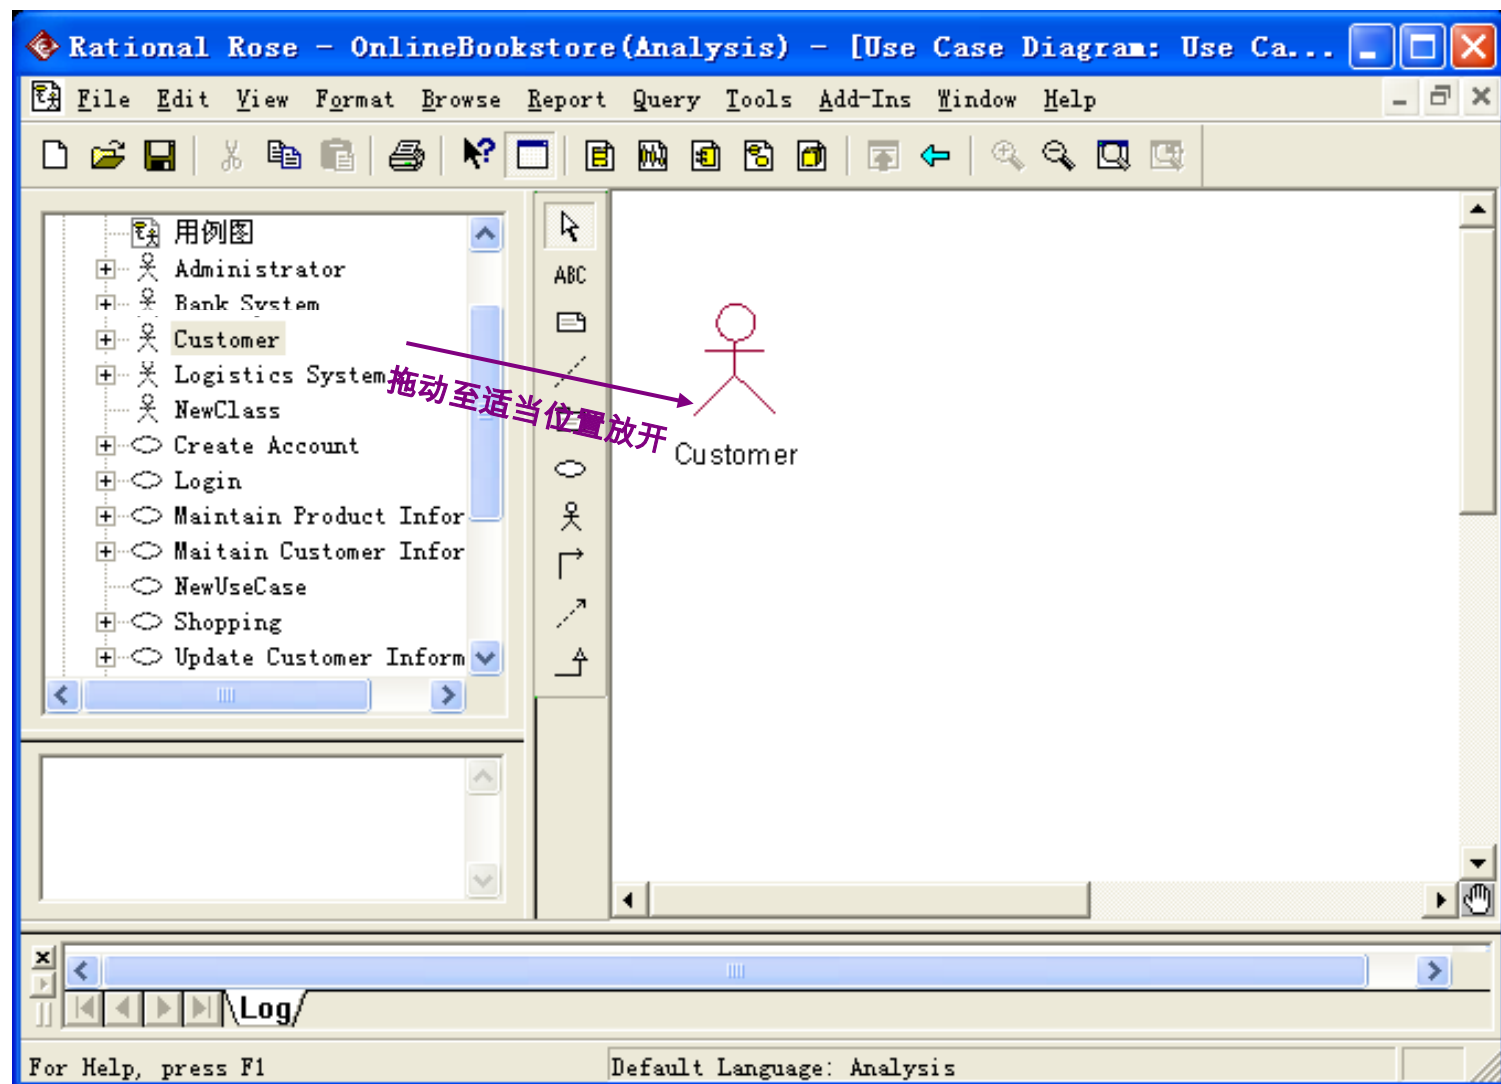 Rational Rose - OnlineBookstore(Analysis) - [Use Case Diagram: Use Ca...
File Edit View Format Browse Report Query Tools Add-Ins Window Help
用例图
Administrator
Bank System
Customer
Logistics System
NewClass
Create Account
Login
Maintain Product Infor
Maitain Customer Infor
NewUseCase
Shopping
Update Customer Inform
ABC
拖动至适当位置放开
Customer
Log
For Help, press F1
Default Language: Analysis